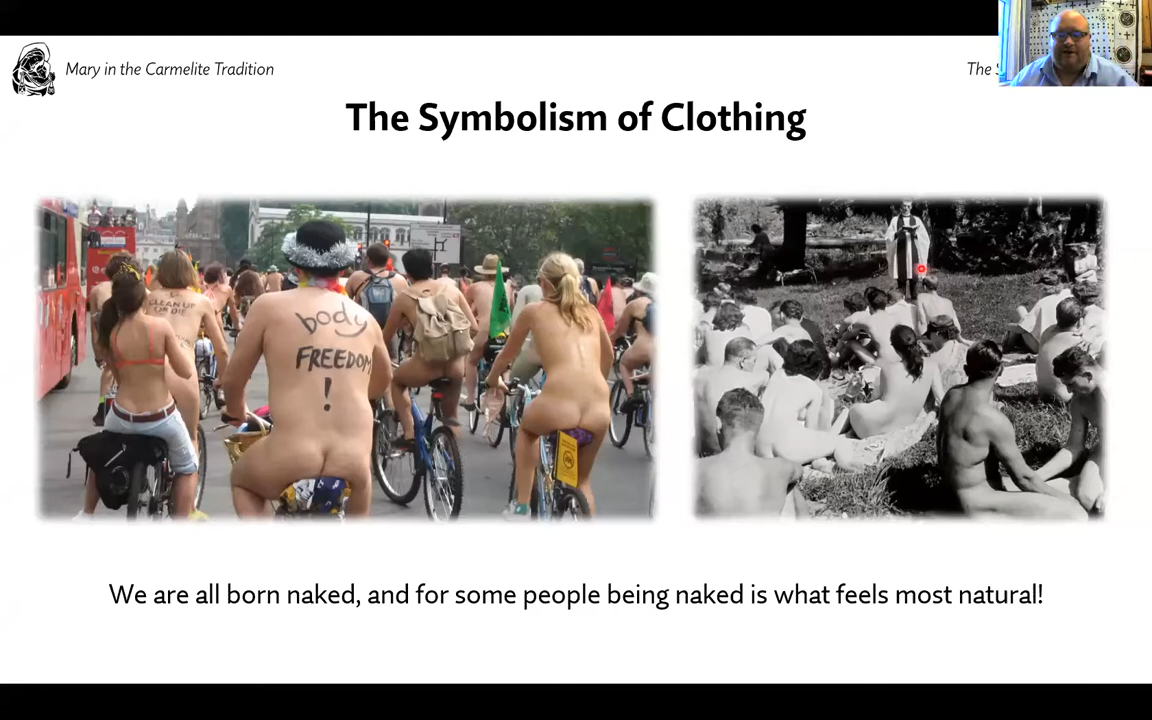 Mary in the Carmelite Tradition
The S
The Symbolism of Clothing
CLEAN UP
OR DIE
body
FREEDOM
!
We are all born naked, and for some people being naked is what feels most natural!